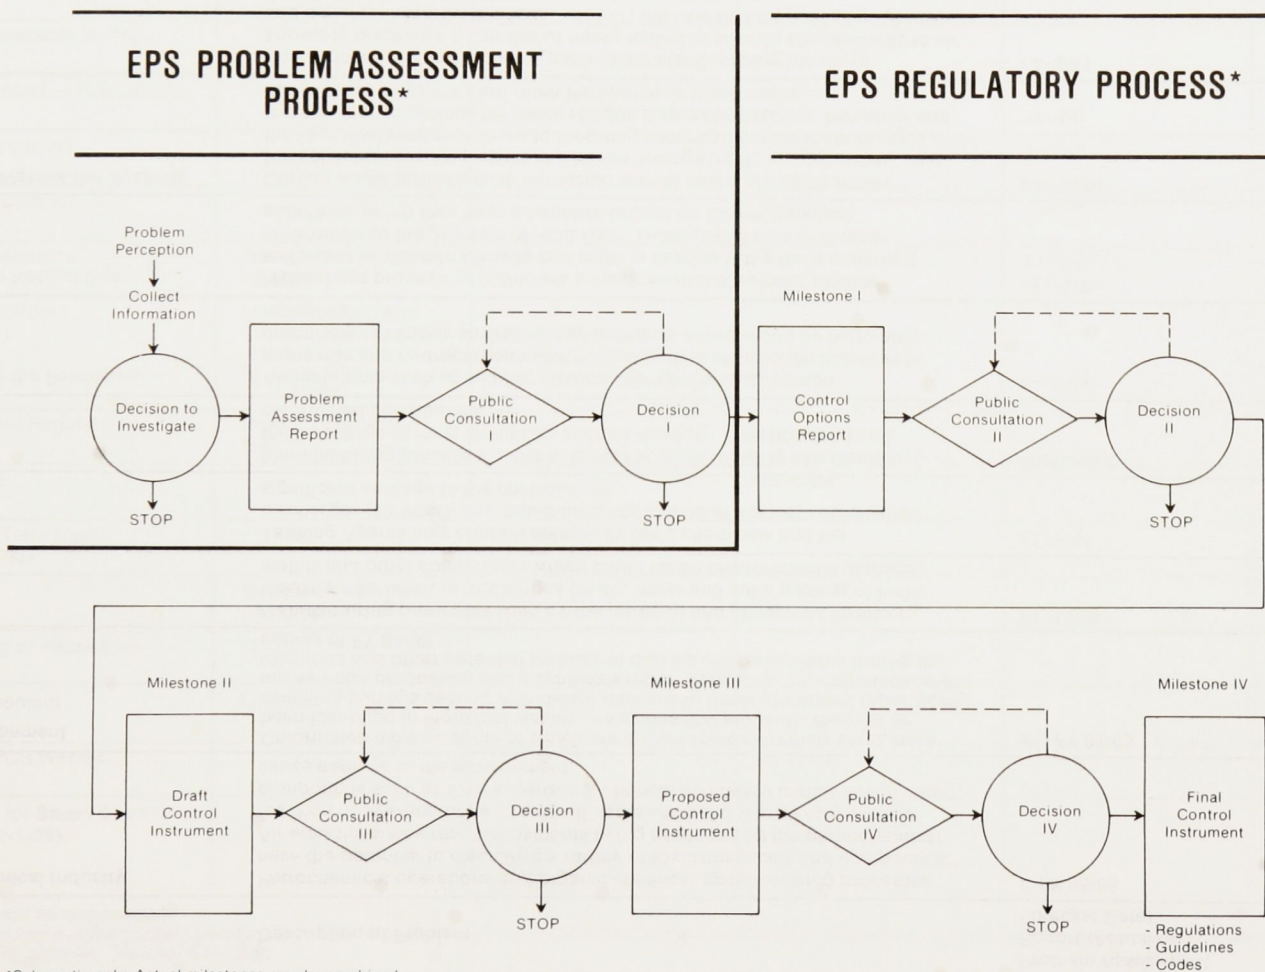 EPS PROBLEM ASSESSMENT
PROCESS*
EPS REGULATORY PROCESS*
Problem
Perception
Collect
Information
Decision to
Investigate
STOP
Problem
Assessment
Report
Public
Consultation
I
Decision
I
STOP
Milestone I
Control
Options
Report
Public
Consultation
II
Decision
II
STOP
Milestone II
Draft
Control
Instrument
Public
Consultation
III
Decision
III
STOP
Milestone III
Proposed
Control
Instrument
Public
Consultation
IV
Decision
IV
STOP
Milestone IV
Final
Control
Instrument
- Regulations
- Guidelines
- Codes